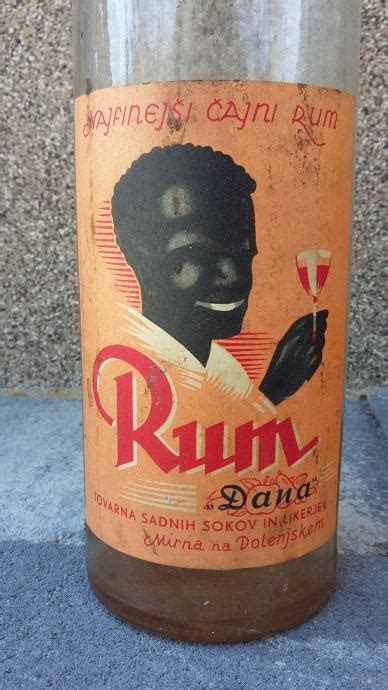 NAJFINEJŠI ČAJNI RUM
Rum
"Dana"
TOVARNA SADNIH SOKOV IN LIKERJEV
Mirna na Dolenjskem